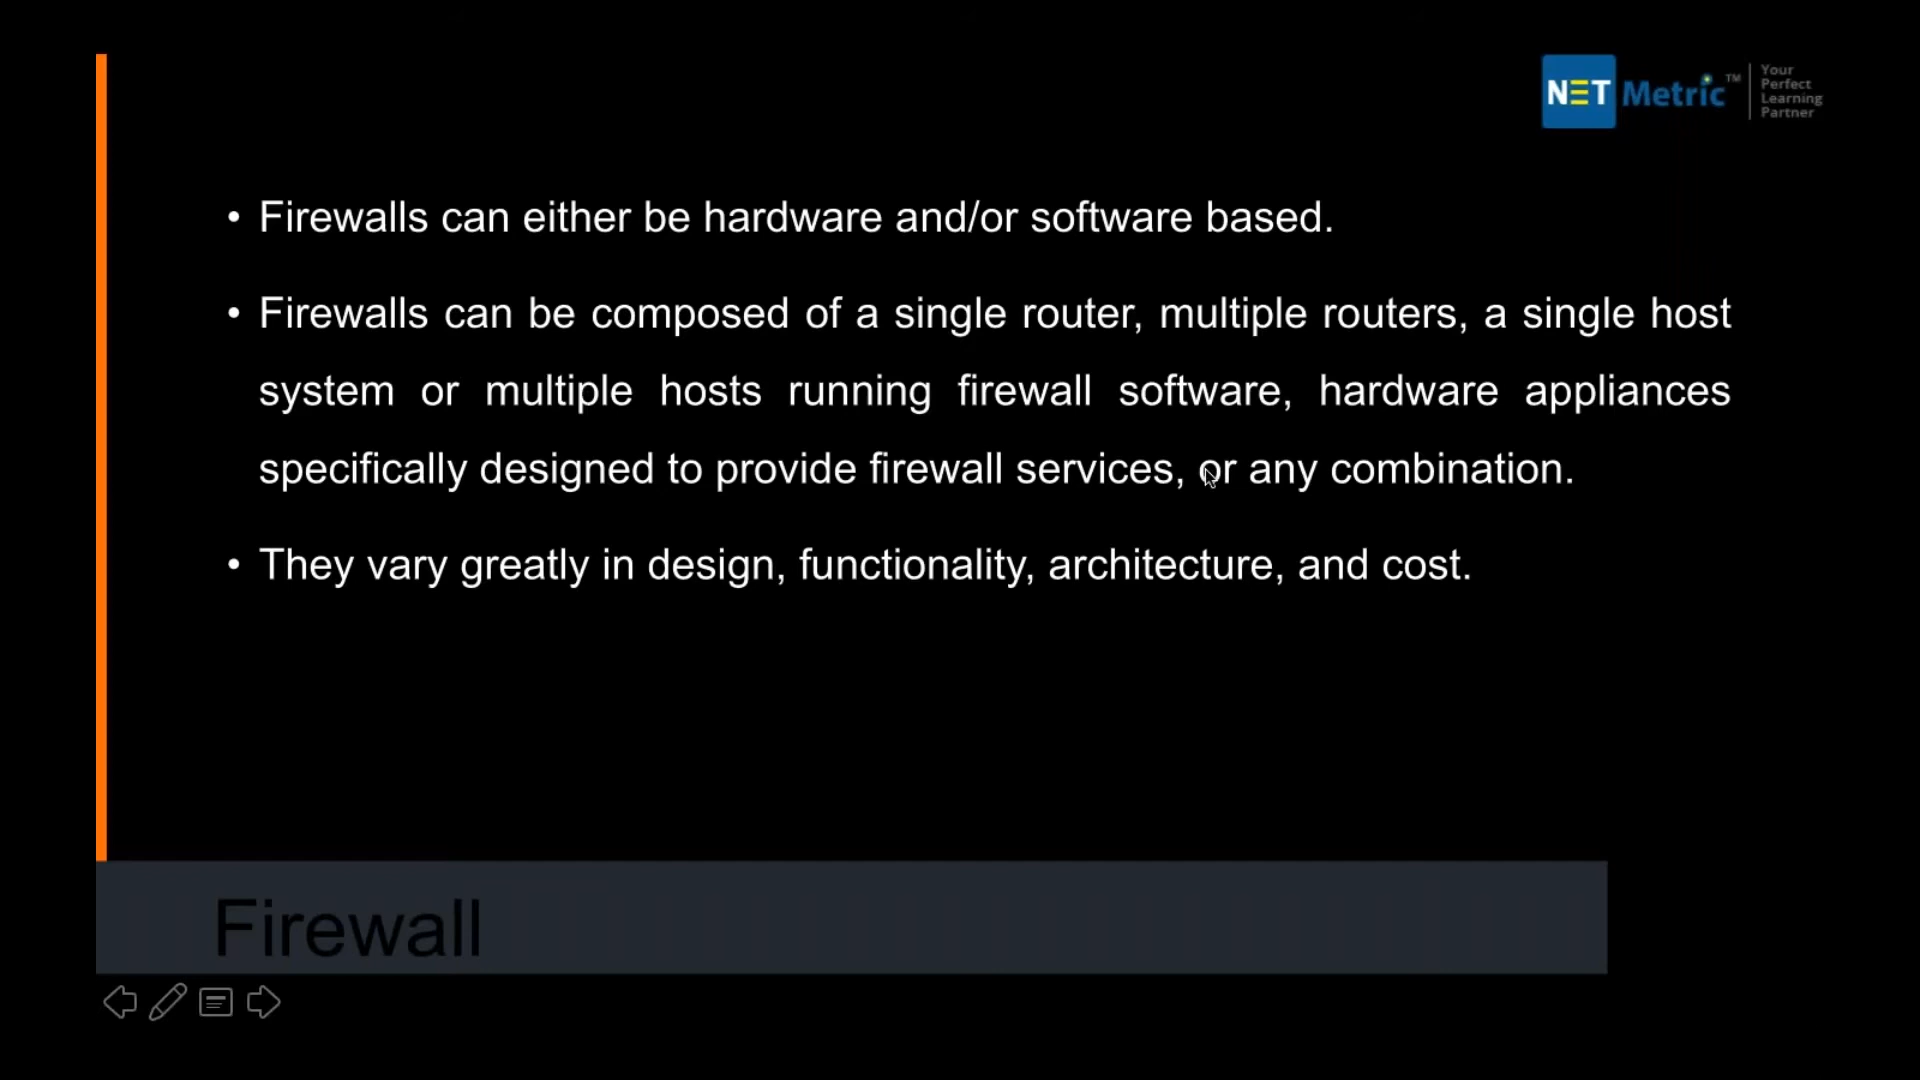 NET Metric™ Your
Perfect
Learning
Partner
• Firewalls can either be hardware and/or software based.
• Firewalls can be composed of a single router, multiple routers, a single host
system or multiple hosts running firewall software, hardware appliances
specifically designed to provide firewall services, or any combination.
• They vary greatly in design, functionality, architecture, and cost.
Firewall